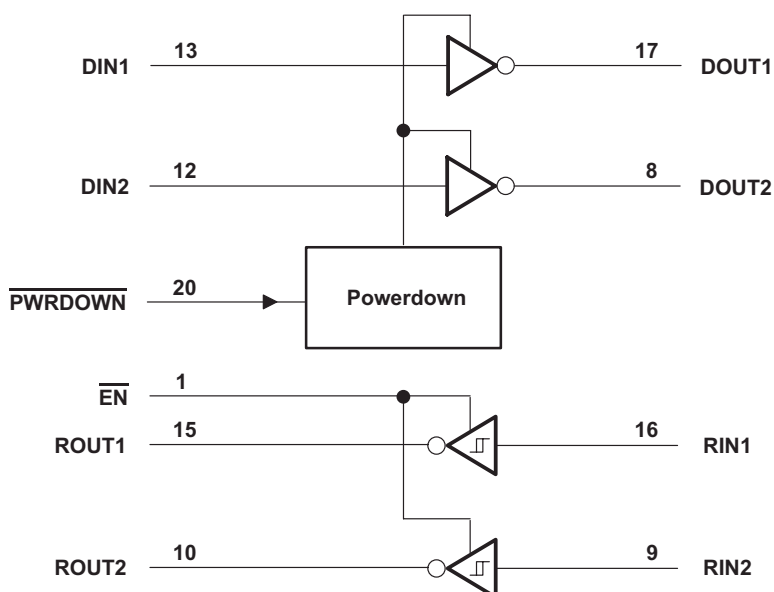 DIN1 13 17 DOUT1
DIN2 12 8 DOUT2
PWRDOWN 20 Powerdown
EN 1
ROUT1 15 16 RIN1
ROUT2 10 9 RIN2